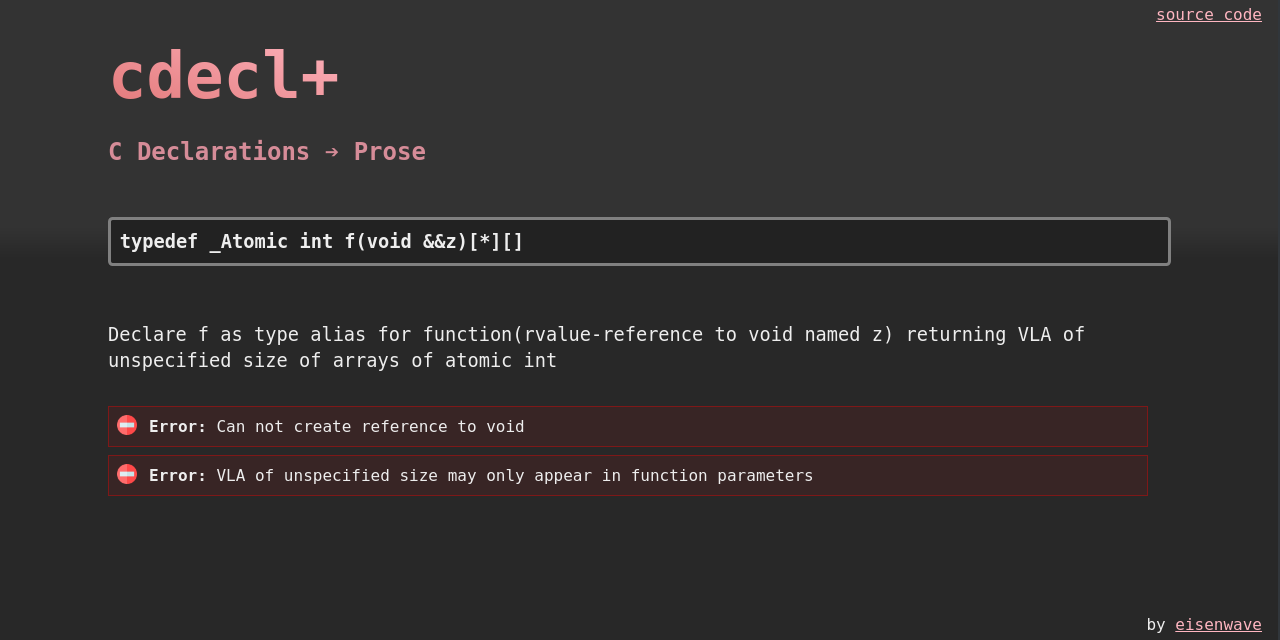 source code
cdecl+
C Declarations → Prose
typedef _Atomic int f(void &&z)[*][]
Declare f as type alias for function(rvalue-reference to void named z) returning VLA of
unspecified size of arrays of atomic int
Error: Can not create reference to void
Error: VLA of unspecified size may only appear in function parameters
by eisenwave